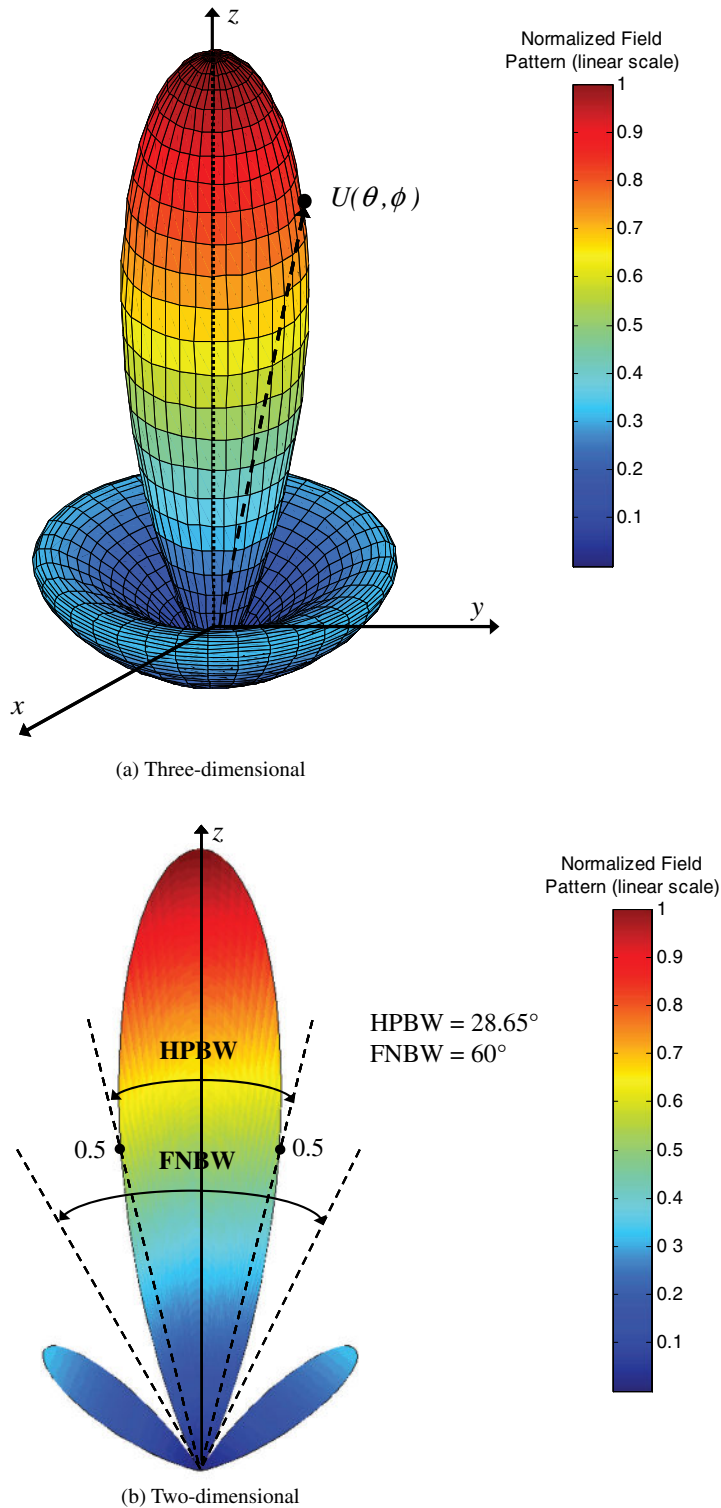 z
Normalized Field
Pattern (linear scale)
1
0.9
0.8
0.7
0.6
0.5
0.4
0.3
0.2
0.1
U(θ,ϕ)
y
x
(a) Three-dimensional
z
Normalized Field
Pattern (linear scale)
1
0.9
0.8
0.7
0.6
0.5
0.4
0.3
0.2
0.1
HPBW = 28.65°
FNBW = 60°
HPBW
0.5
0.5
FNBW
(b) Two-dimensional